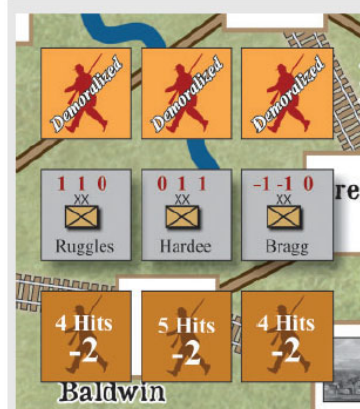 Demoralized Demoralized Demoralized
1 1 0 0 1 1 -1 -1 0
XX XX XX
Ruggles Hardee Bragg
re
4 Hits 5 Hits 4 Hits
-2 -2 -2
Baldwin